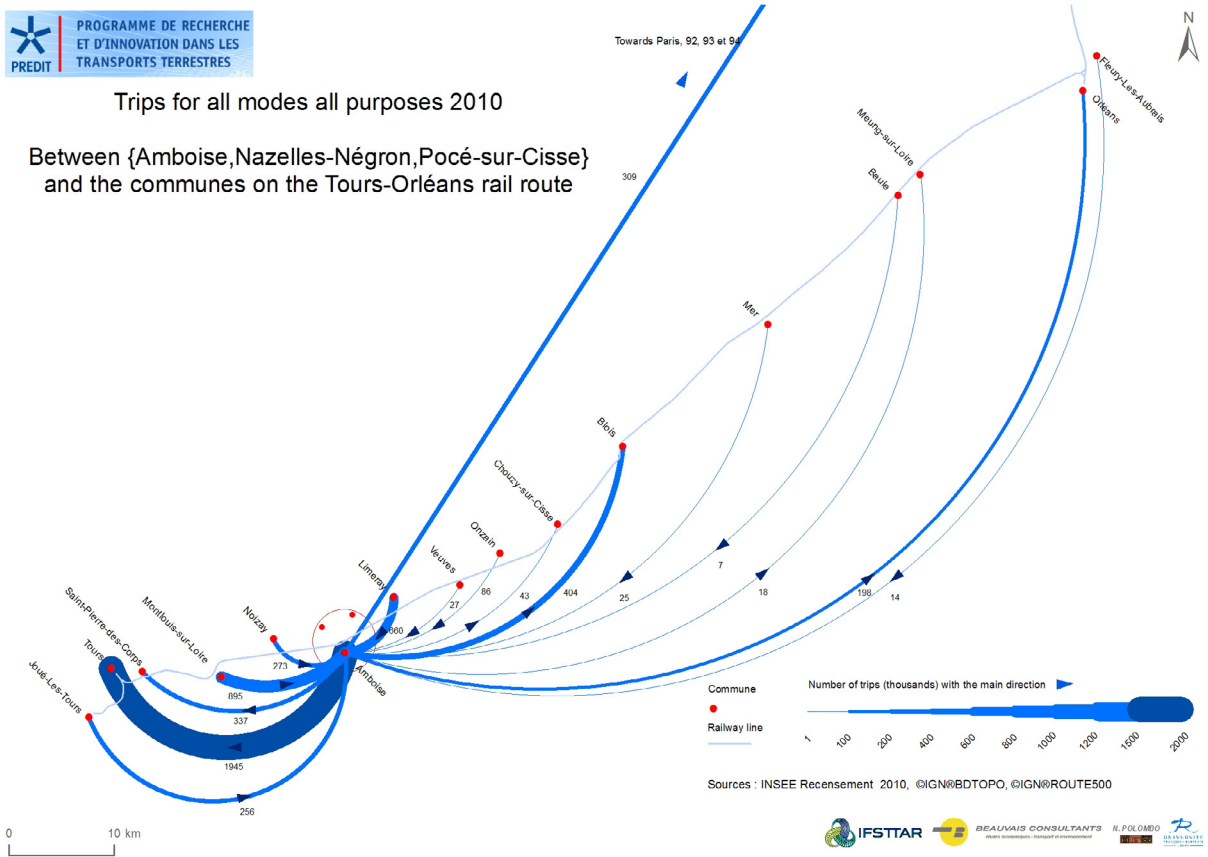 PREDIT
PROGRAMME DE RECHERCHE
ET D'INNOVATION DANS LES
TRANSPORTS TERRESTRES
Trips for all modes all purposes 2010
Between {Amboise,Nazelles-Négron,Pocé-sur-Cisse}
and the communes on the Tours-Orléans rail route
Towards Paris, 92, 93 et 94
N
Fleury-Les-Aubrais
Orléans
Meung-sur-Loire
Baule
309
Mer
Blois
Chouzy-sur-Cisse
Onzain
Veuves
Limeray
Noizay
Montlouis-sur-Loire
Saint-Pierre-des-Corps
Tours
Joué-Les-Tours
Amboise
7
18
198
14
25
404
43
86
27
660
273
895
337
1945
256
Commune
Railway line
Number of trips (thousands) with the main direction
1
100
200
400
600
800
1000
1200
1500
2000
Sources : INSEE Recensement 2010, ©IGN®BDTOPO, ©IGN®ROUTE500
0
10 km
IFSTTAR
BEAUVAIS CONSULTANTS
N.POLOMBO